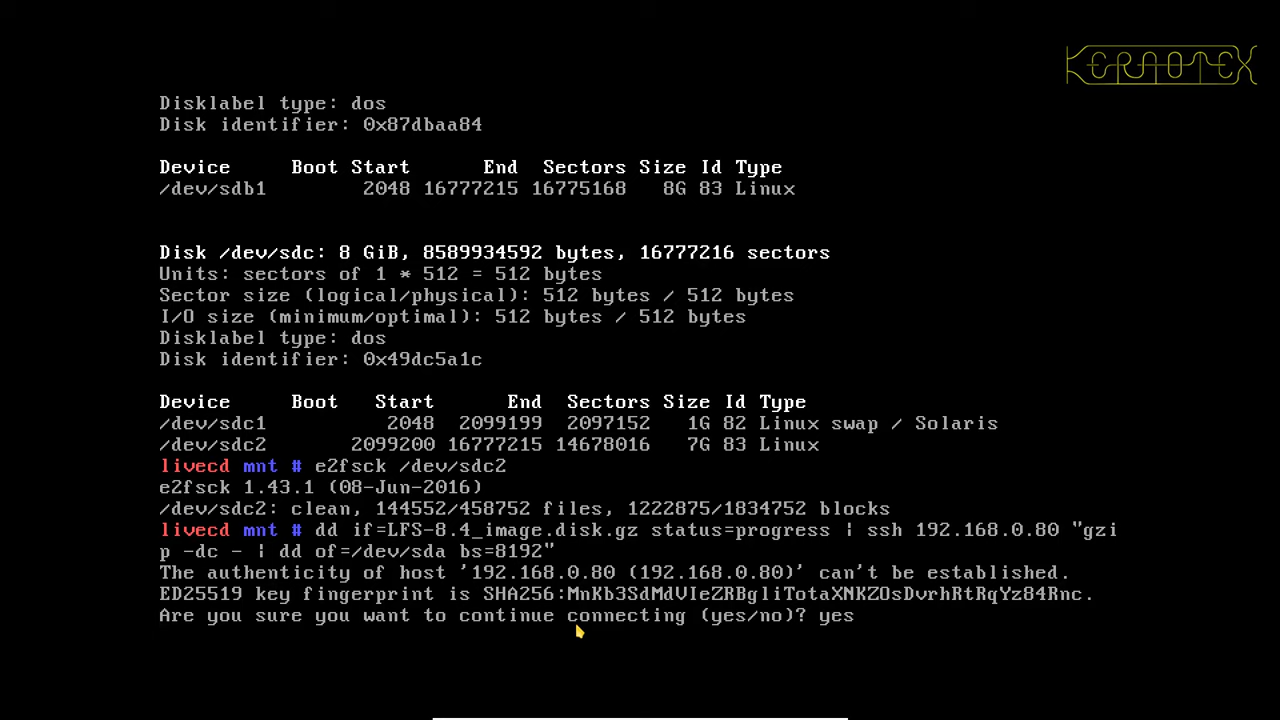 KERNOTEX
Disklabel type: dos
Disk identifier: 0x87dbaa84
Device Boot Start End Sectors Size Id Type
/dev/sdb1 2048 16777215 16775168 8G 83 Linux
Disk /dev/sdc: 8 GiB, 8589934592 bytes, 16777216 sectors
Units: sectors of 1 * 512 = 512 bytes
Sector size (logical/physical): 512 bytes / 512 bytes
I/O size (minimum/optimal): 512 bytes / 512 bytes
Disklabel type: dos
Disk identifier: 0x49dc5a1c
Device Boot Start End Sectors Size Id Type
/dev/sdc1 2048 2099199 2097152 1G 82 Linux swap / Solaris
/dev/sdc2 2099200 16777215 14678016 7G 83 Linux
livecd mnt # e2fsck /dev/sdc2
e2fsck 1.43.1 (08-Jun-2016)
/dev/sdc2: clean, 144552/458752 files, 1222875/1834752 blocks
livecd mnt # dd if=LFS-8.4_image.disk.gz status=progress | ssh 192.168.0.80 "gzi
p -dc - | dd of=/dev/sda bs=8192"
The authenticity of host '192.168.0.80 (192.168.0.80)' can't be established.
ED25519 key fingerprint is SHA256:MnKb3SdMdVIeZRBgliTotaXNKZOsDvrhRtRqYz84Rnc.
Are you sure you want to continue connecting (yes/no)? yes